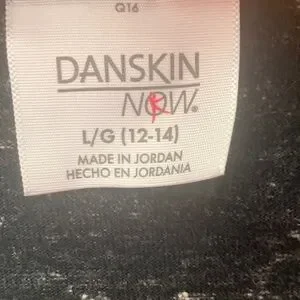 Q16
DANSKIN
NOW®
L/G (12-14)
MADE IN JORDAN
HECHO EN JORDANIA